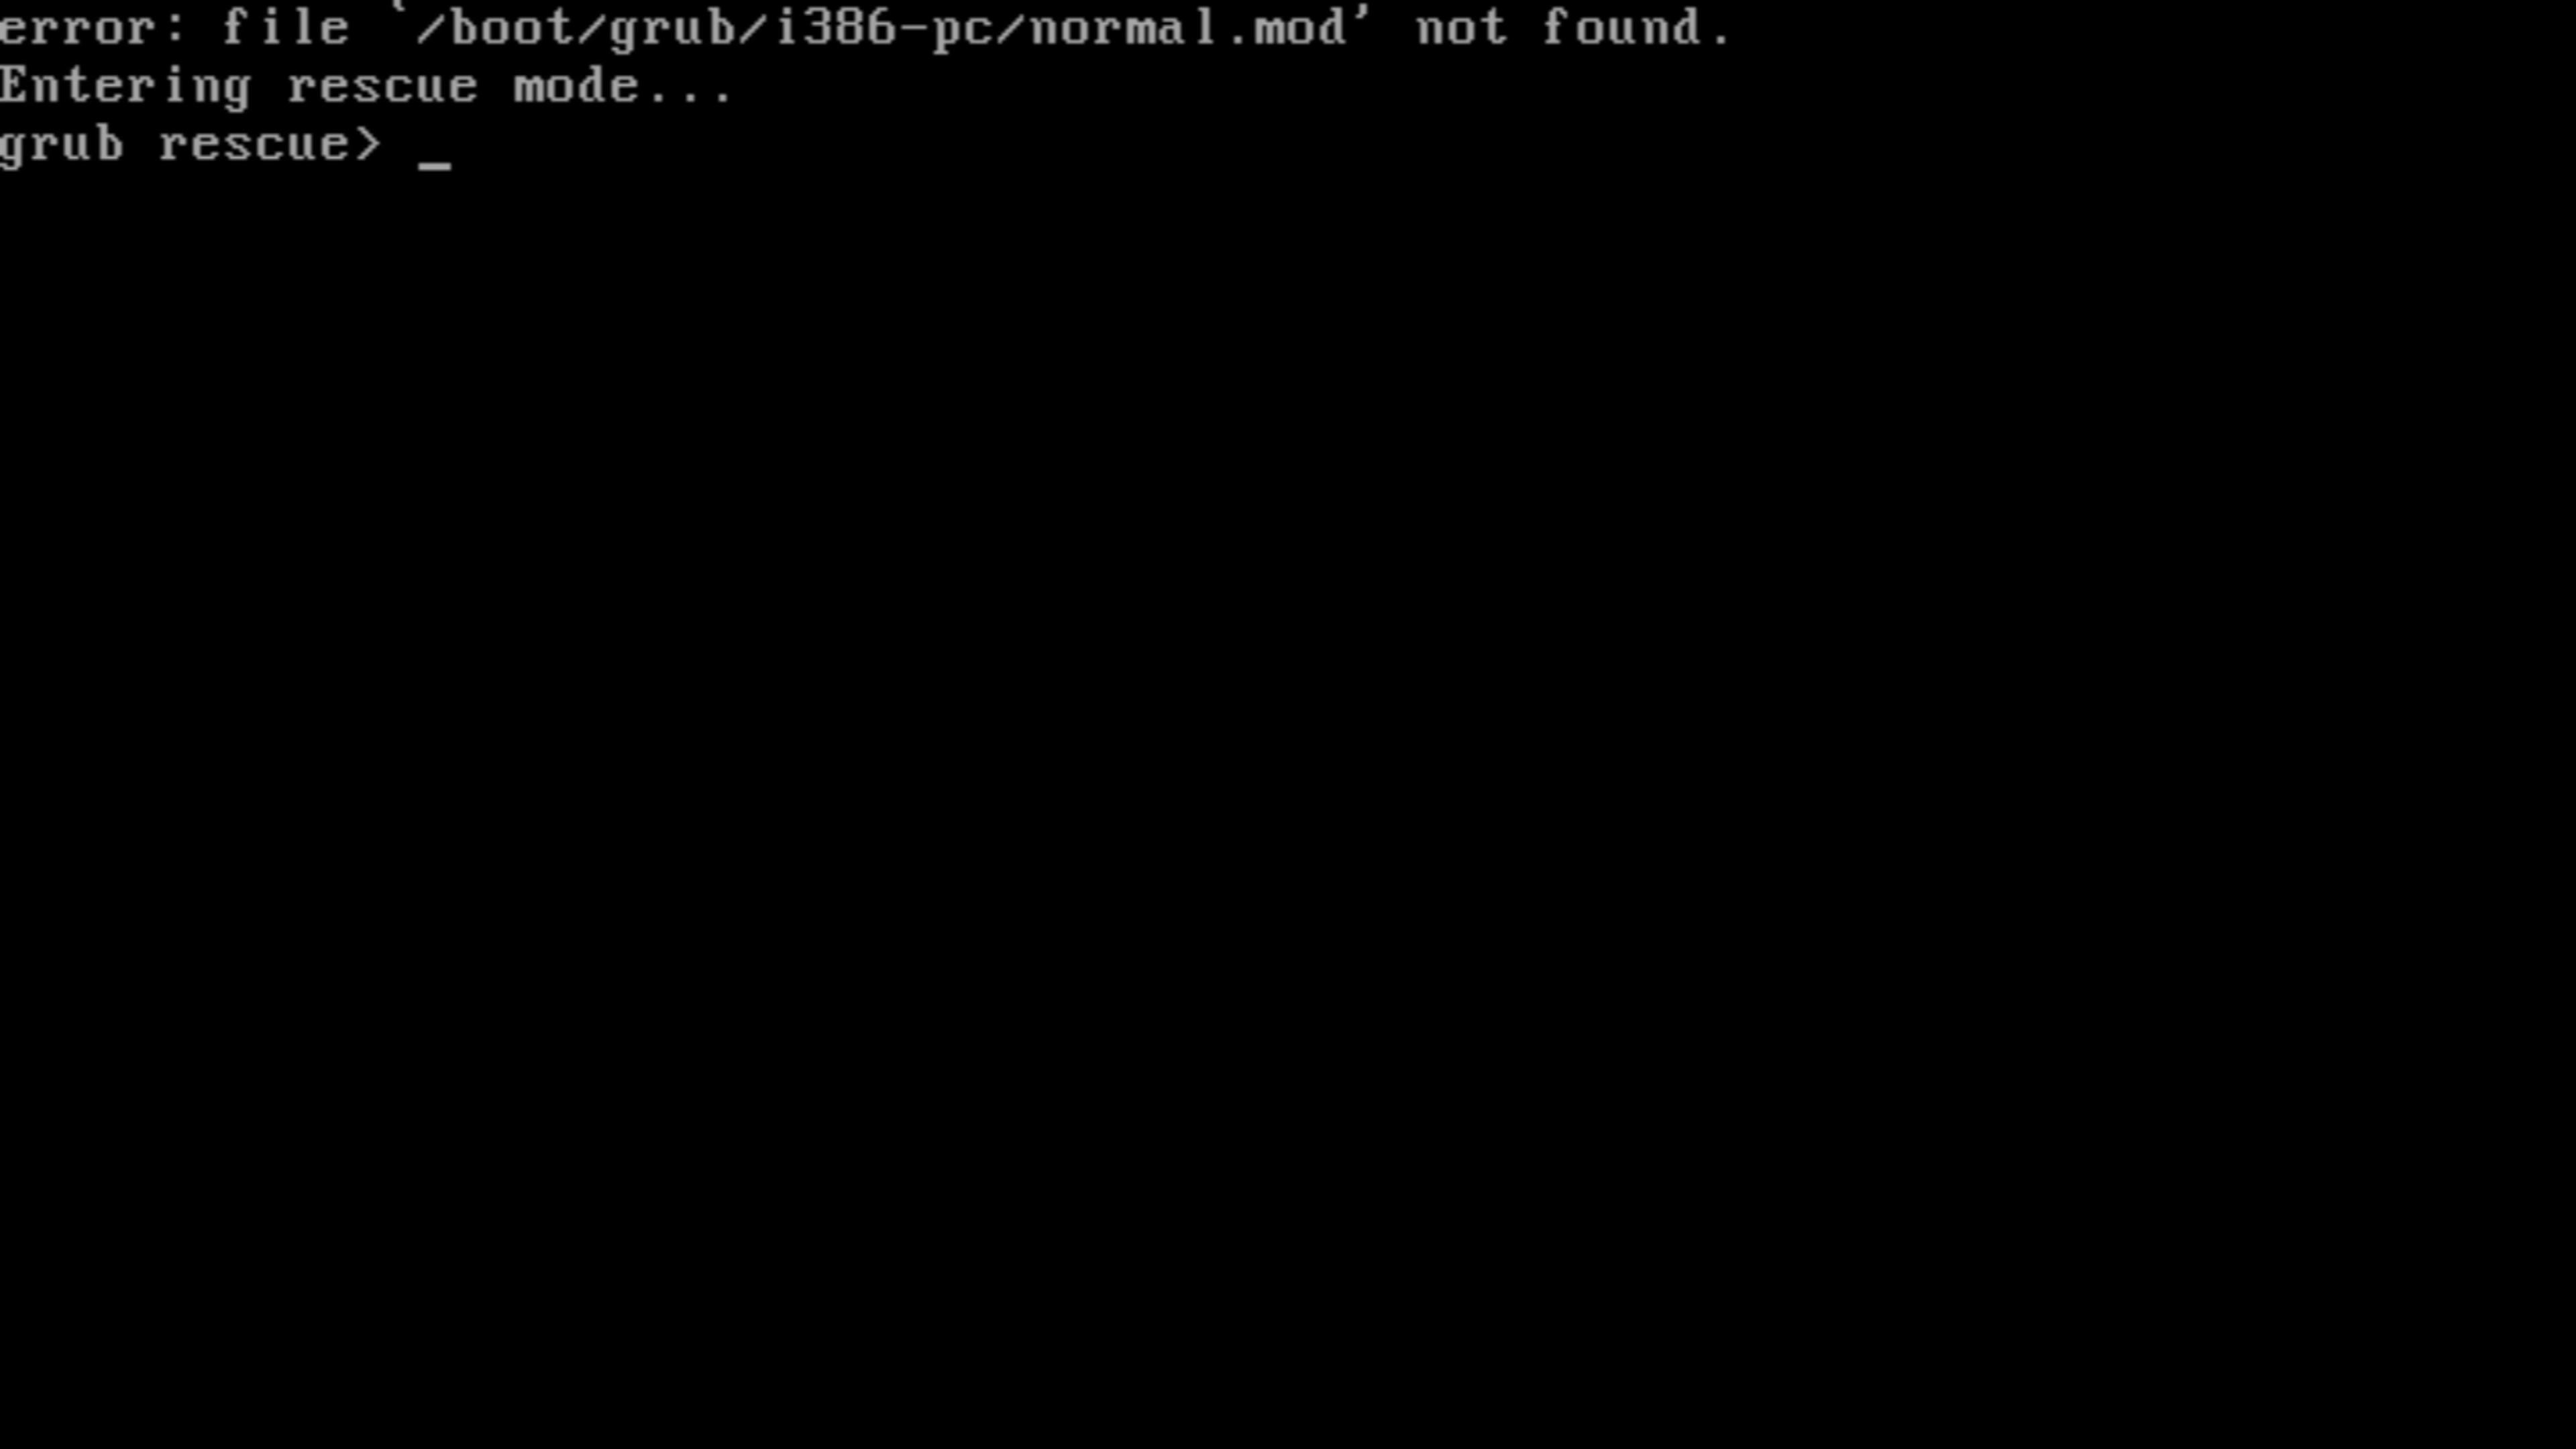 error: file `/boot/grub/i386-pc/normal.mod' not found.
Entering rescue mode...
grub rescue> _